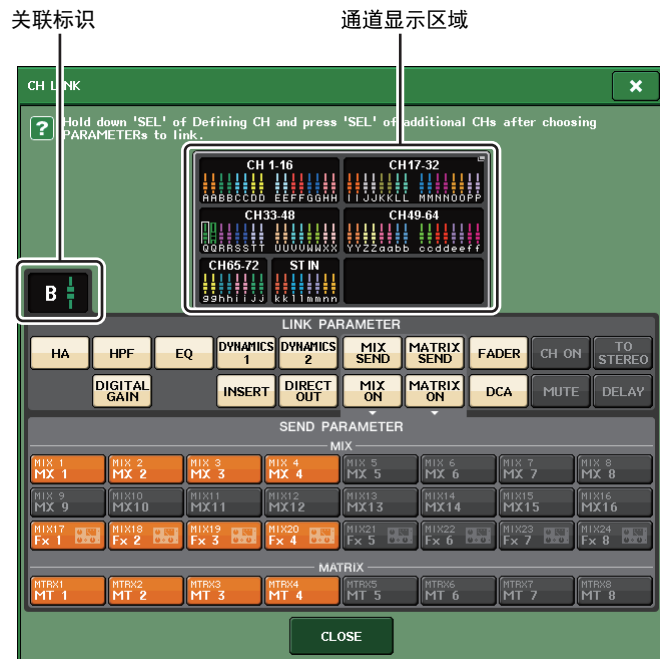 关联标识 通道显示区域
CH LINK
? Hold down 'SEL' of Defining CH and press 'SEL' of additional CHs after choosing
PARAMETERs to link.
CH 1-16 CH17-32
AABBCCDD EEFFGGHH IIJJKKLL MMNNOOPP
CH33-48 CH49-64
QQRRSSTT UUVVWWXX YYZZaabb ccddeeff
CH65-72 ST IN
gghhiijj kkllmmnn
B
LINK PARAMETER
HA HPF EQ DYNAMICS 1 DYNAMICS 2 MIX SEND MATRIX SEND FADER CH ON TO STEREO
DIGITAL GAIN INSERT DIRECT OUT MIX ON MATRIX ON DCA MUTE DELAY
SEND PARAMETER
MIX
MIX 1 MIX 2 MIX 3 MIX 4 MIX 5 MIX 6 MIX 7 MIX 8
MX 1 MX 2 MX 3 MX 4 MX 5 MX 6 MX 7 MX 8
MIX 9 MIX10 MIX11 MIX12 MIX13 MIX14 MIX15 MIX16
MX 9 MX10 MX11 MX12 MX13 MX14 MX15 MX16
MIX17 MIX18 MIX19 MIX20 MIX21 MIX22 MIX23 MIX24
Fx 1 Fx 2 Fx 3 Fx 4 Fx 5 Fx 6 Fx 7 Fx 8
MATRIX
MTRX1 MTRX2 MTRX3 MTRX4 MTRX5 MTRX6 MTRX7 MTRX8
MT 1 MT 2 MT 3 MT 4 MT 5 MT 6 MT 7 MT 8
CLOSE